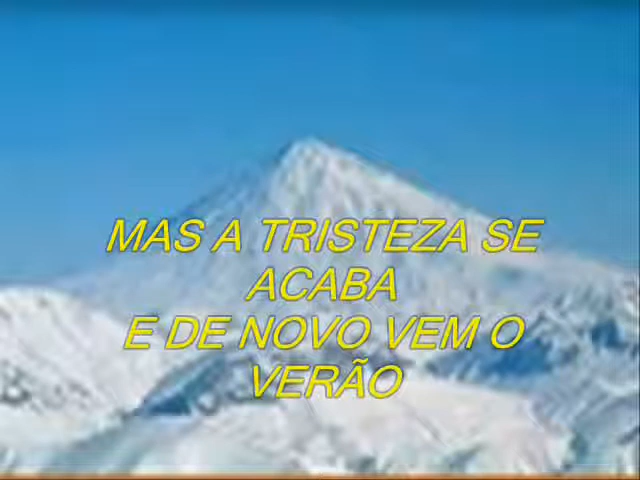 MAS A TRISTEZA SE
ACABA
E DE NOVO VEM O
VERÃO